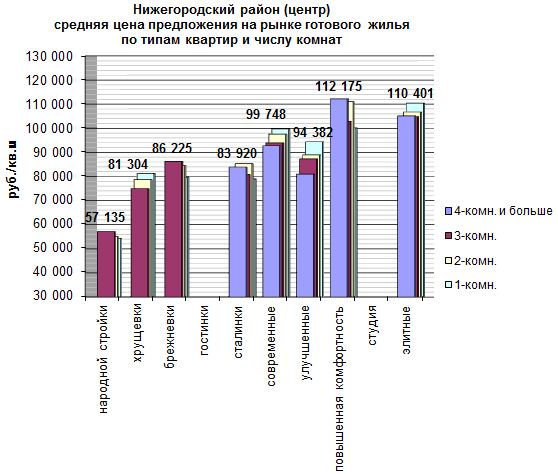 Нижегородский район (центр)
средняя цена предложения на рынке готового жилья
по типам квартир и числу комнат
руб./кв.м
130 000
120 000
110 000
100 000
90 000
80 000
70 000
60 000
50 000
40 000
30 000
57 135
81 304
86 225
83 920
99 748
94 382
112 175
110 401
народной стройки
хрущевки
брежневки
гостинки
сталинки
современные
улучшенные
повышенная комфортность
студия
элитные
4-комн. и больше
3-комн.
2-комн.
1-комн.